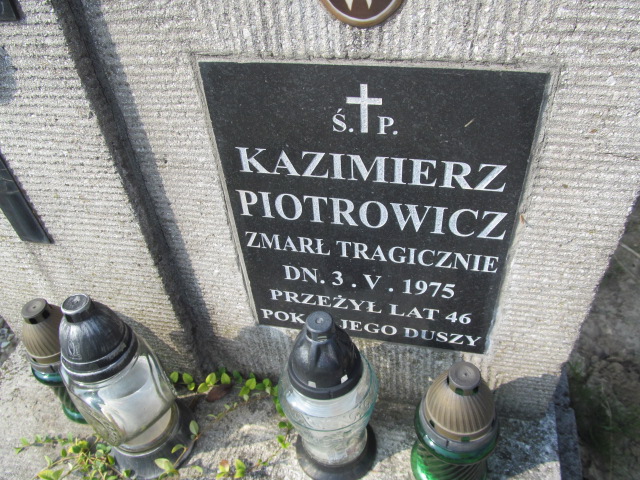 Ś. P.
KAZIMIERZ
PIOTROWICZ
ZMARŁ TRAGICZNIE
DN. 3. V. 1975
PRZEŻYŁ LAT 46
JEGO DUSZY